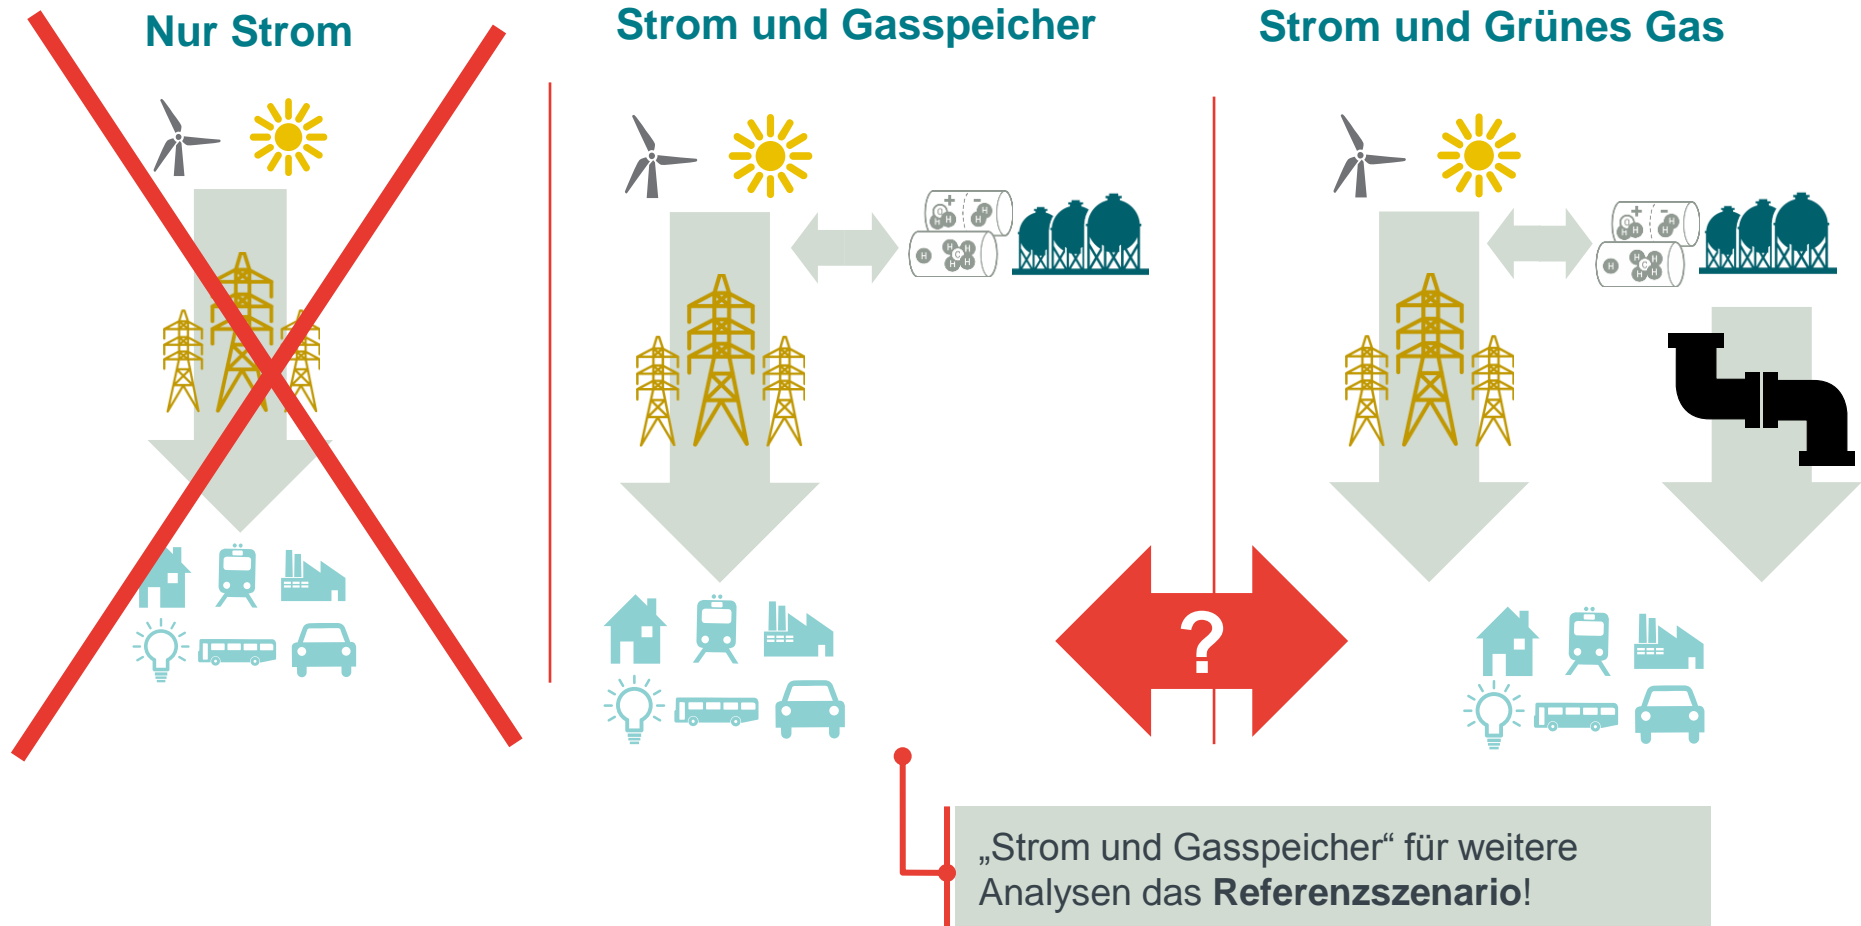 Nur Strom
Strom und Gasspeicher
Strom und Grünes Gas
+ -
O H H H H
H H H C H H
+ -
O H H H H
H H H C H H
?
„Strom und Gasspeicher“ für weitere
Analysen das Referenzszenario!